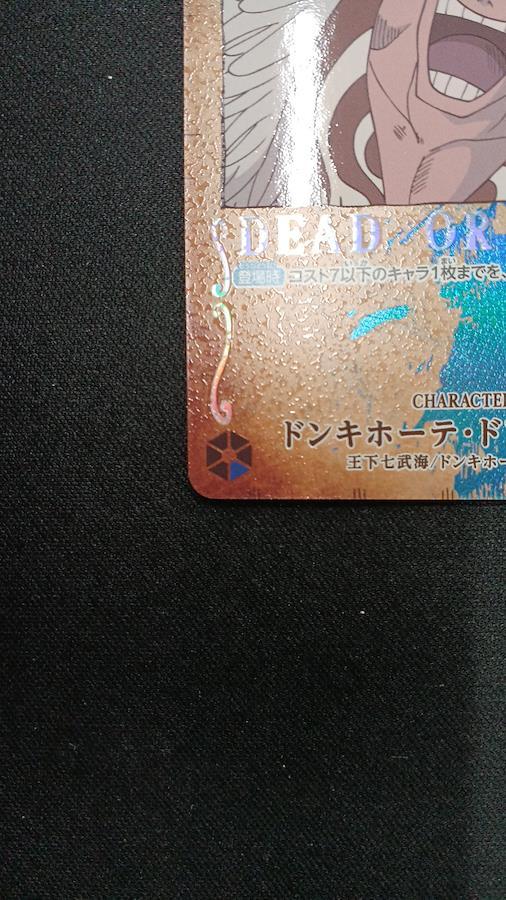 DEAD OR
登場時 コスト7以下のキャラ1枚までを、
CHARACTER
ドンキホーテ・ド
王下七武海/ドンキホー